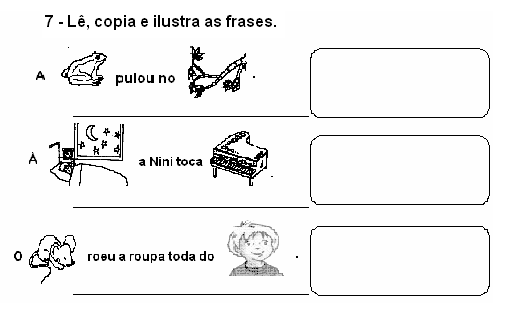 7 - Lê, copia e ilustra as frases.
A pulou no .
À a Nini toca .
O roeu a roupa toda do .